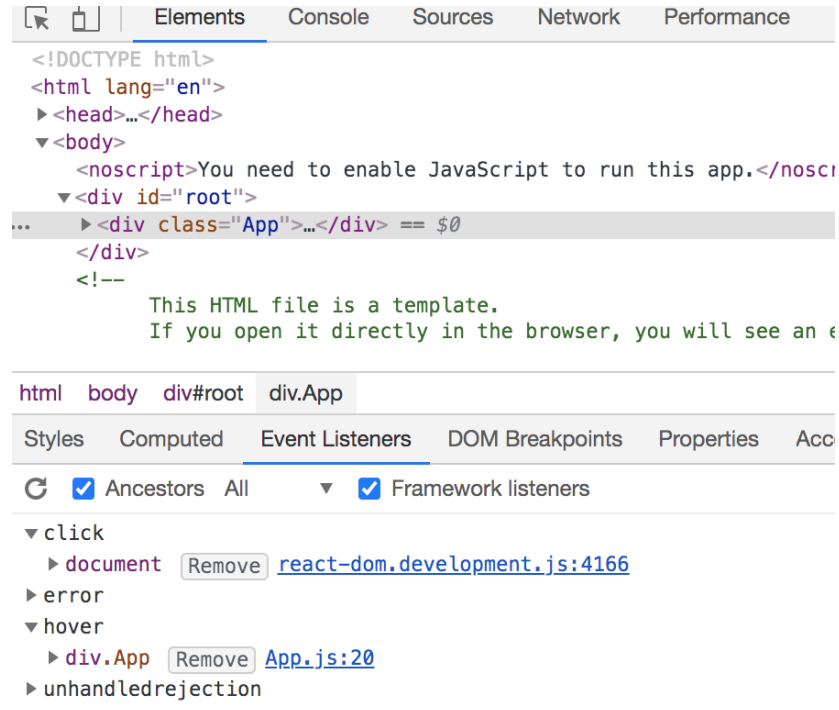 Elements Console Sources Network Performance
<!DOCTYPE html>
<html lang="en">
<head>…</head>
<body>
<noscript>You need to enable JavaScript to run this app.</noscr
<div id="root">
<div class="App">…</div> == $0
</div>
<!--
This HTML file is a template.
If you open it directly in the browser, you will see an e
html body div#root div.App
Styles Computed Event Listeners DOM Breakpoints Properties Acc
Ancestors All Framework listeners
click
document Remove react-dom.development.js:4166
error
hover
div.App Remove App.js:20
unhandledrejection